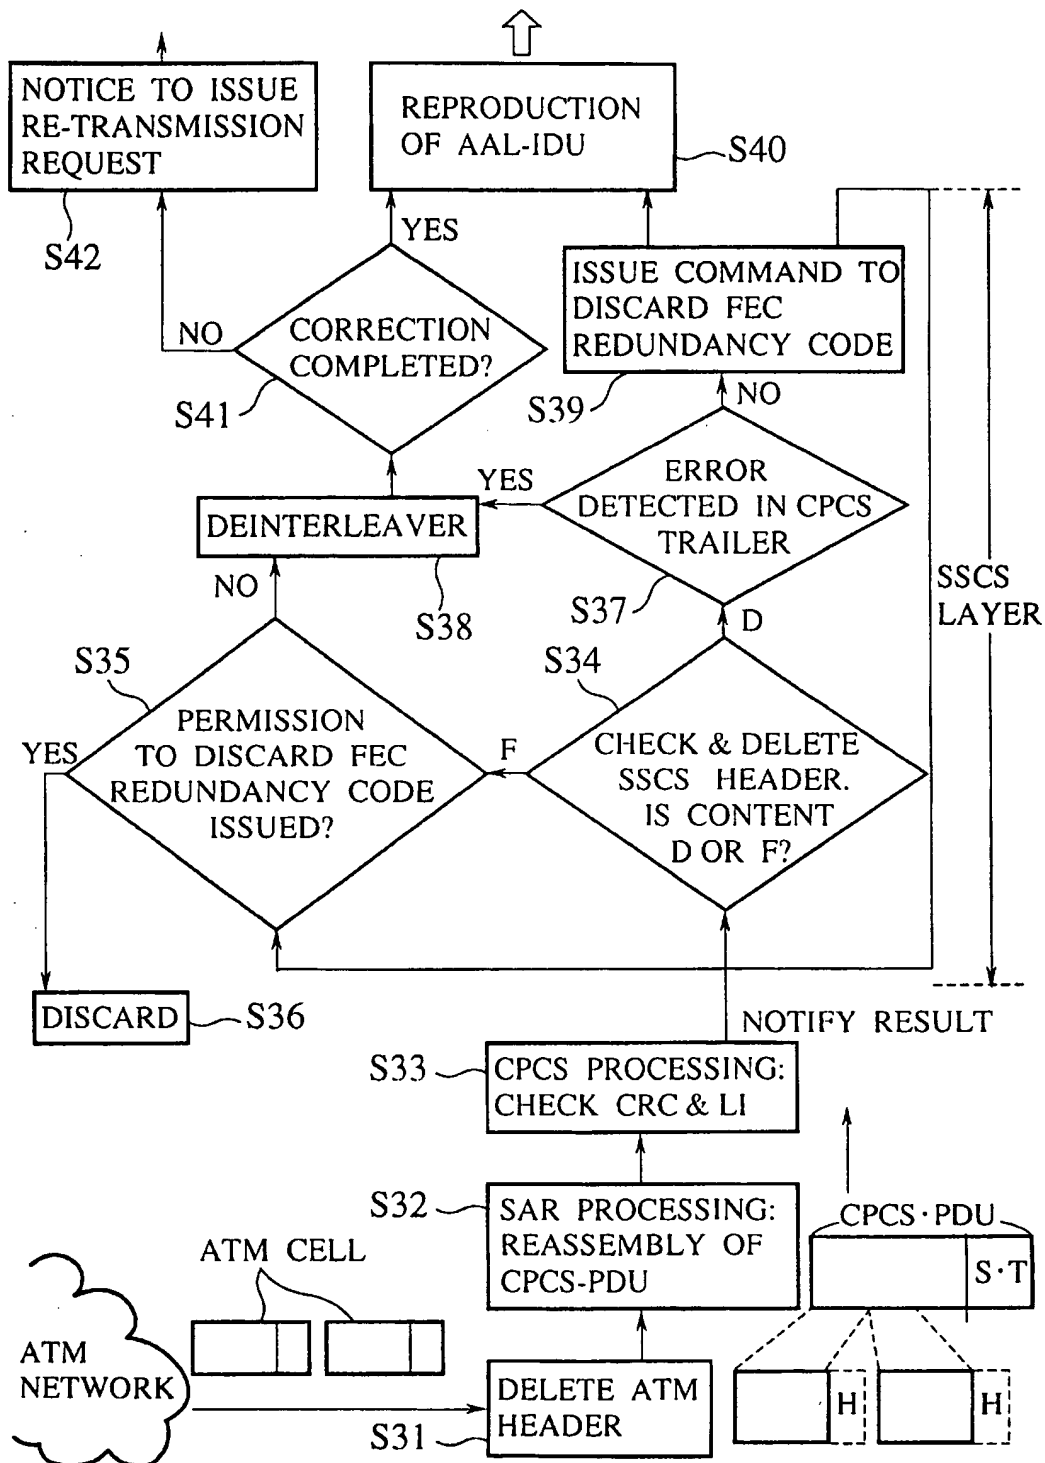 NOTICE TO ISSUE
RE-TRANSMISSION
REQUEST
S42
REPRODUCTION
OF AAL-IDU
S40
YES
ISSUE COMMAND TO
DISCARD FEC
REDUNDANCY CODE
S39
NO
CORRECTION
COMPLETED?
S41
NO
YES
ERROR
DETECTED IN CPCS
TRAILER
S37
DEINTERLEAVER
S38
NO
D
SSCS
LAYER
S35
S34
PERMISSION
TO DISCARD FEC
REDUNDANCY CODE
ISSUED?
YES
F
CHECK & DELETE
SSCS HEADER.
IS CONTENT
D OR F?
DISCARD
S36
NOTIFY RESULT
S33
CPCS PROCESSING:
CHECK CRC & LI
S32
SAR PROCESSING:
REASSEMBLY OF
CPCS-PDU
CPCS·PDU
S·T
ATM CELL
ATM
NETWORK
DELETE ATM
HEADER
S31
H
H